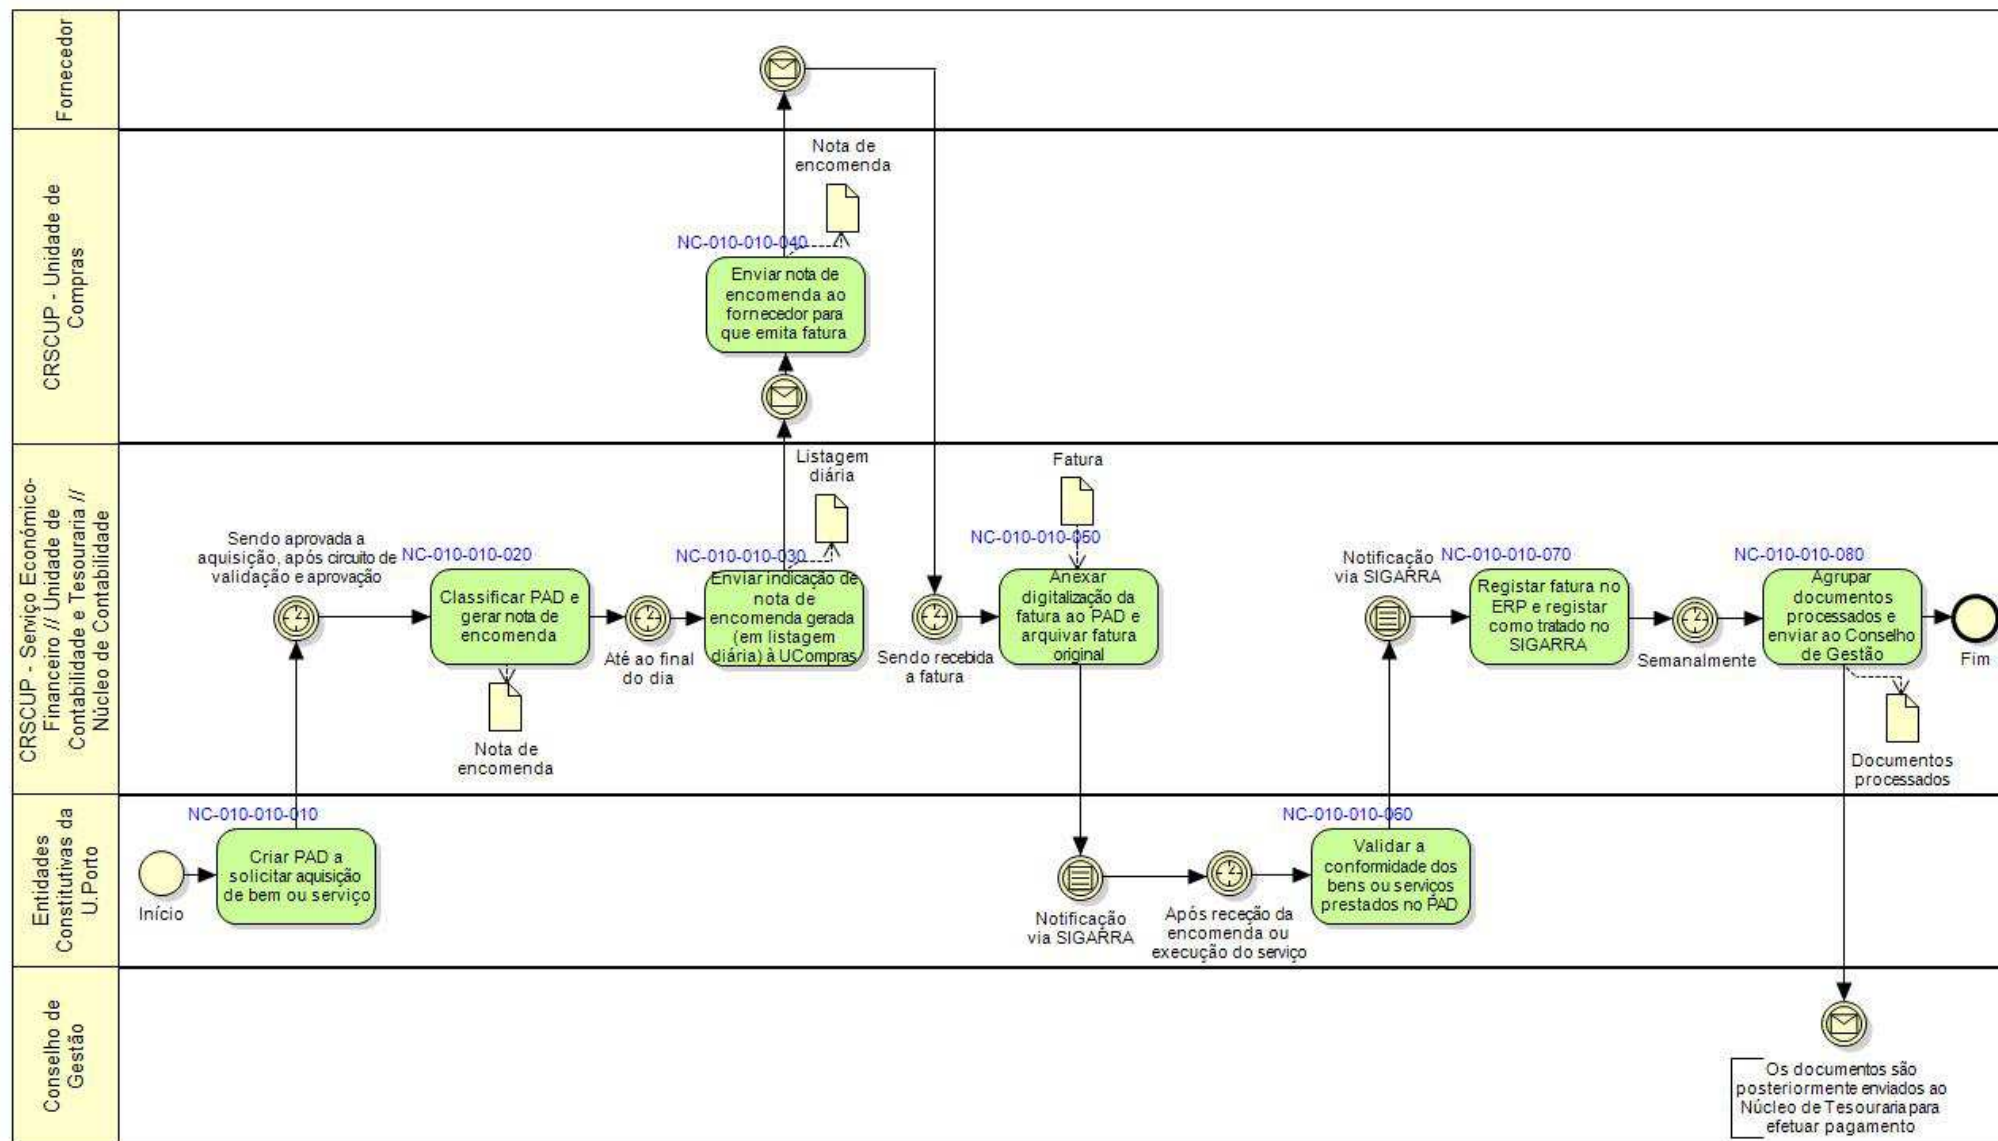 Fornecedor
Nota de
encomenda
CRSCUP - Unidade de
Compras
NC-010-010-040
Enviar nota de
encomenda ao
fornecedor para
que emita fatura
CRSCUP - Serviço Económico-
Financeiro // Unidade de
Contabilidade e Tesouraria //
Núcleo de Contabilidade
Sendo aprovada a
aquisição, após circuito de
validação e aprovação
NC-010-010-020
Classificar PAD e
gerar nota de
encomenda
Nota de
encomenda
Até ao final
do dia
Listagem
diária
NC-010-010-030
Enviar indicação de
nota de
encomenda gerada
(em listagem
diária) à UCompras
Sendo recebida
a fatura
Fatura
NC-010-010-050
Anexar
digitalização da
fatura ao PAD e
arquivar fatura
original
Notificação
via SIGARRA
NC-010-010-070
Registar fatura no
ERP e registar
como tratado no
SIGARRA
Semanalmente
NC-010-010-080
Agrupar
documentos
processados e
enviar ao Conselho
de Gestão
Fim
Documentos
processados
Entidades
Constitutivas da
U.Porto
Início
NC-010-010-010
Criar PAD a
solicitar aquisição
de bem ou serviço
Notificação
via SIGARRA
Após receção da
encomenda ou
execução do serviço
NC-010-010-060
Validar a
conformidade dos
bens ou serviços
prestados no PAD
Conselho de
Gestão
Os documentos são
posteriormente enviados ao
Núcleo de Tesouraria para
efetuar pagamento